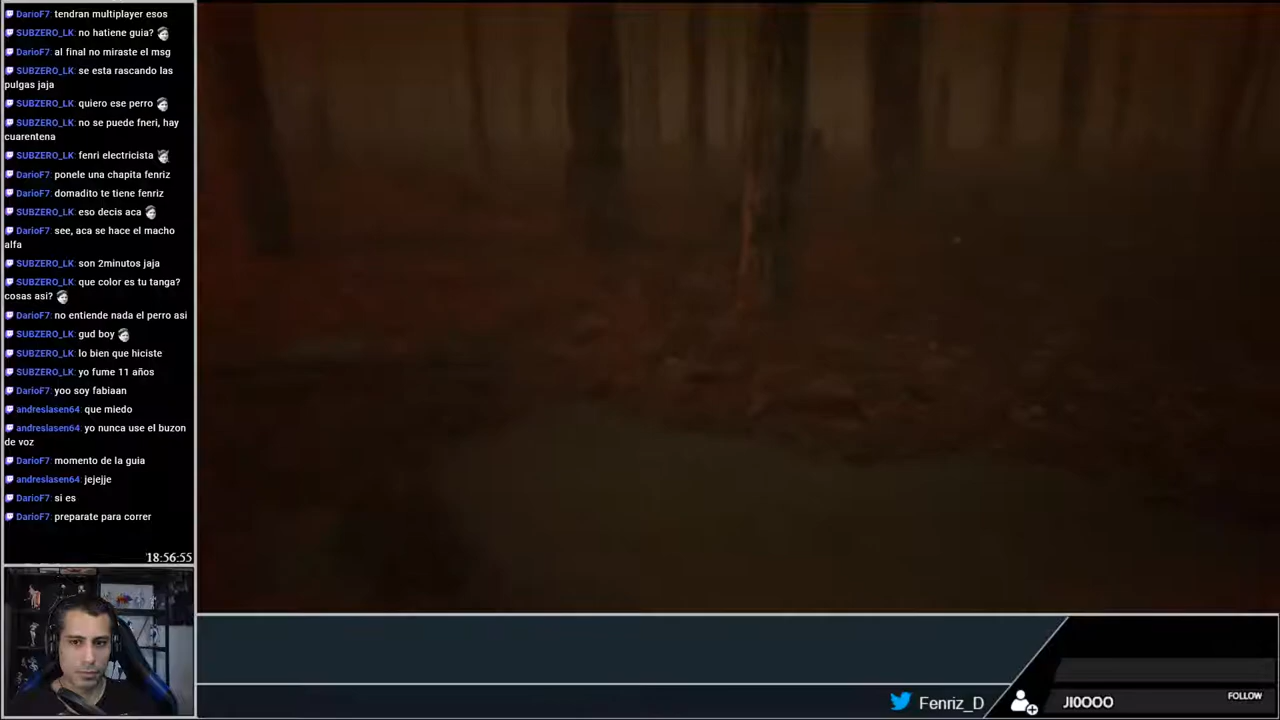 DarioF7: tendran multiplayer esos
SUBZERO_LK: no hatiene guia?
DarioF7: al final no miraste el msg
SUBZERO_LK: se esta rascando las
pulgas jaja
SUBZERO_LK: quiero ese perro
SUBZERO_LK: no se puede fneri, hay
cuarentena
SUBZERO_LK: fenri electricista
DarioF7: ponele una chapita fenriz
DarioF7: domadito te tiene fenriz
SUBZERO_LK: eso decis aca
DarioF7: see, aca se hace el macho
alfa
SUBZERO_LK: son 2minutos jaja
SUBZERO_LK: que color es tu tanga?
cosas asi?
DarioF7: no entiende nada el perro asi
SUBZERO_LK: gud boy
SUBZERO_LK: lo bien que hiciste
SUBZERO_LK: yo fume 11 años
DarioF7: yoo soy fabiaan
andreslasen64: que miedo
andreslasen64: yo nunca use el buzon
de voz
DarioF7: momento de la guia
andreslasen64: jejejje
DarioF7: si es
DarioF7: preparate para correr
18:56:55
Fenriz_D
JI0OOO
FOLLOW